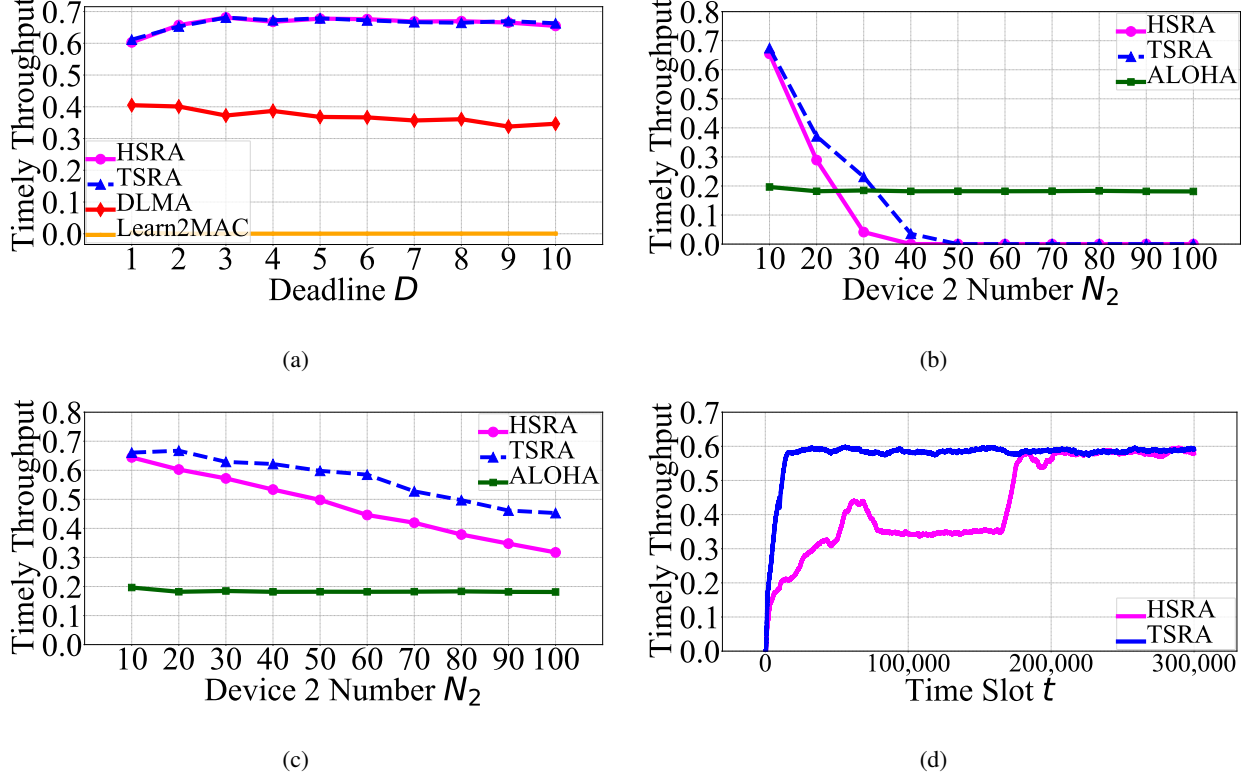 Timely Throughput
0.7
0.6
0.5
0.4
0.3
0.2
0.1
0.0
HSRA
TSRA
DLMA
Learn2MAC
1 2 3 4 5 6 7 8 9 10
Deadline D
(a)
Timely Throughput
0.8
0.7
0.6
0.5
0.4
0.3
0.2
0.1
0.0
HSRA
TSRA
ALOHA
10 20 30 40 50 60 70 80 90 100
Device 2 Number N₂
(b)
Timely Throughput
0.8
0.7
0.6
0.5
0.4
0.3
0.2
0.1
0.0
HSRA
TSRA
ALOHA
10 20 30 40 50 60 70 80 90 100
Device 2 Number N₂
(c)
Timely Throughput
0.7
0.6
0.5
0.4
0.3
0.2
0.1
0.0
HSRA
TSRA
0 100,000 200,000 300,000
Time Slot t
(d)